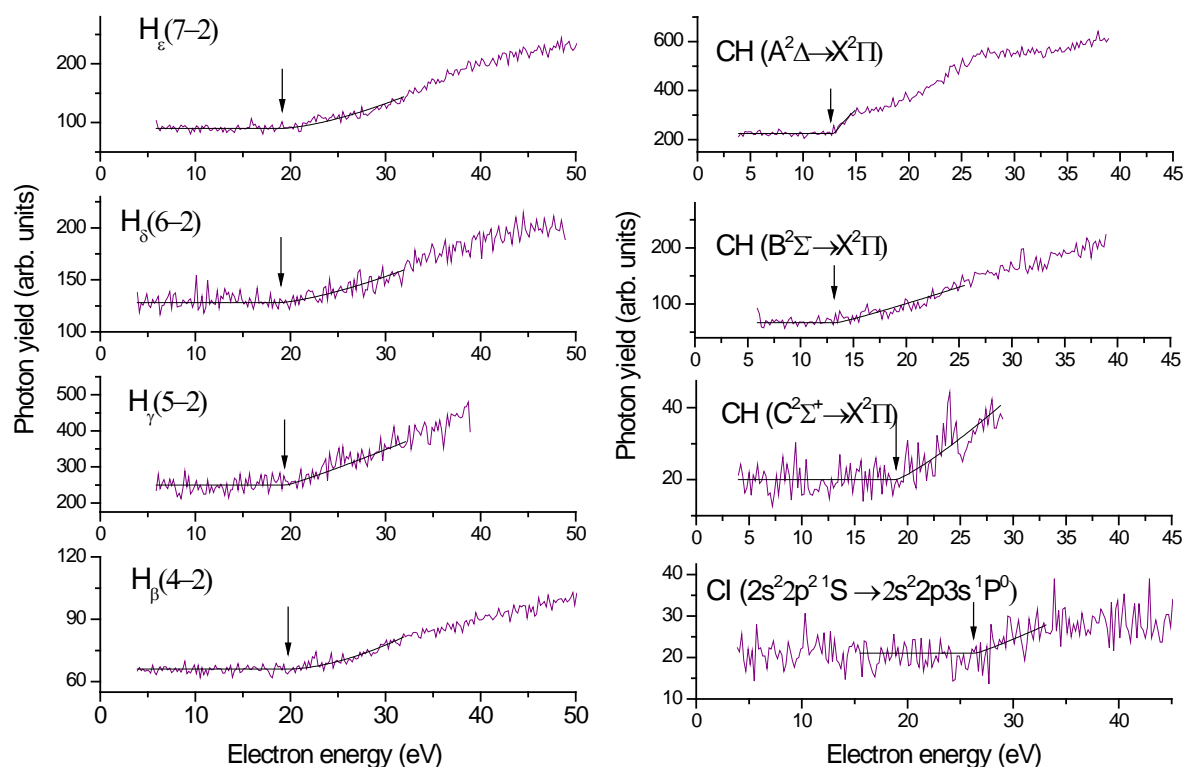 Photon yield (arb. units)
Hε(7–2)
200
100
0 10 20 30 40 50
Hδ(6–2)
200
150
100
0 10 20 30 40 50
Hγ(5–2)
500
400
300
250
200
0 10 20 30 40 50
Hβ(4–2)
120
90
60
0 10 20 30 40 50
Electron energy (eV)
Photon yield (arb. units)
CH (A²Δ→X²Π)
600
400
200
0 5 10 15 20 25 30 35 40 45
CH (B²Σ→X²Π)
200
100
0 5 10 15 20 25 30 35 40 45
CH (C²Σ⁺→X²Π)
40
20
0 5 10 15 20 25 30 35 40 45
CI (2s²2p² ¹S → 2s²2p3s ¹P⁰)
40
30
20
10
0 5 10 15 20 25 33 40 45
Electron energy (eV)